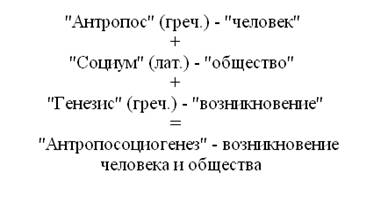 "Антропос" (греч.) - "человек"
+
"Социум" (лат.) - "общество"
+
"Генезис" (греч.) - "возникновение"
=
"Антропосоциогенез" - возникновение
человека и общества